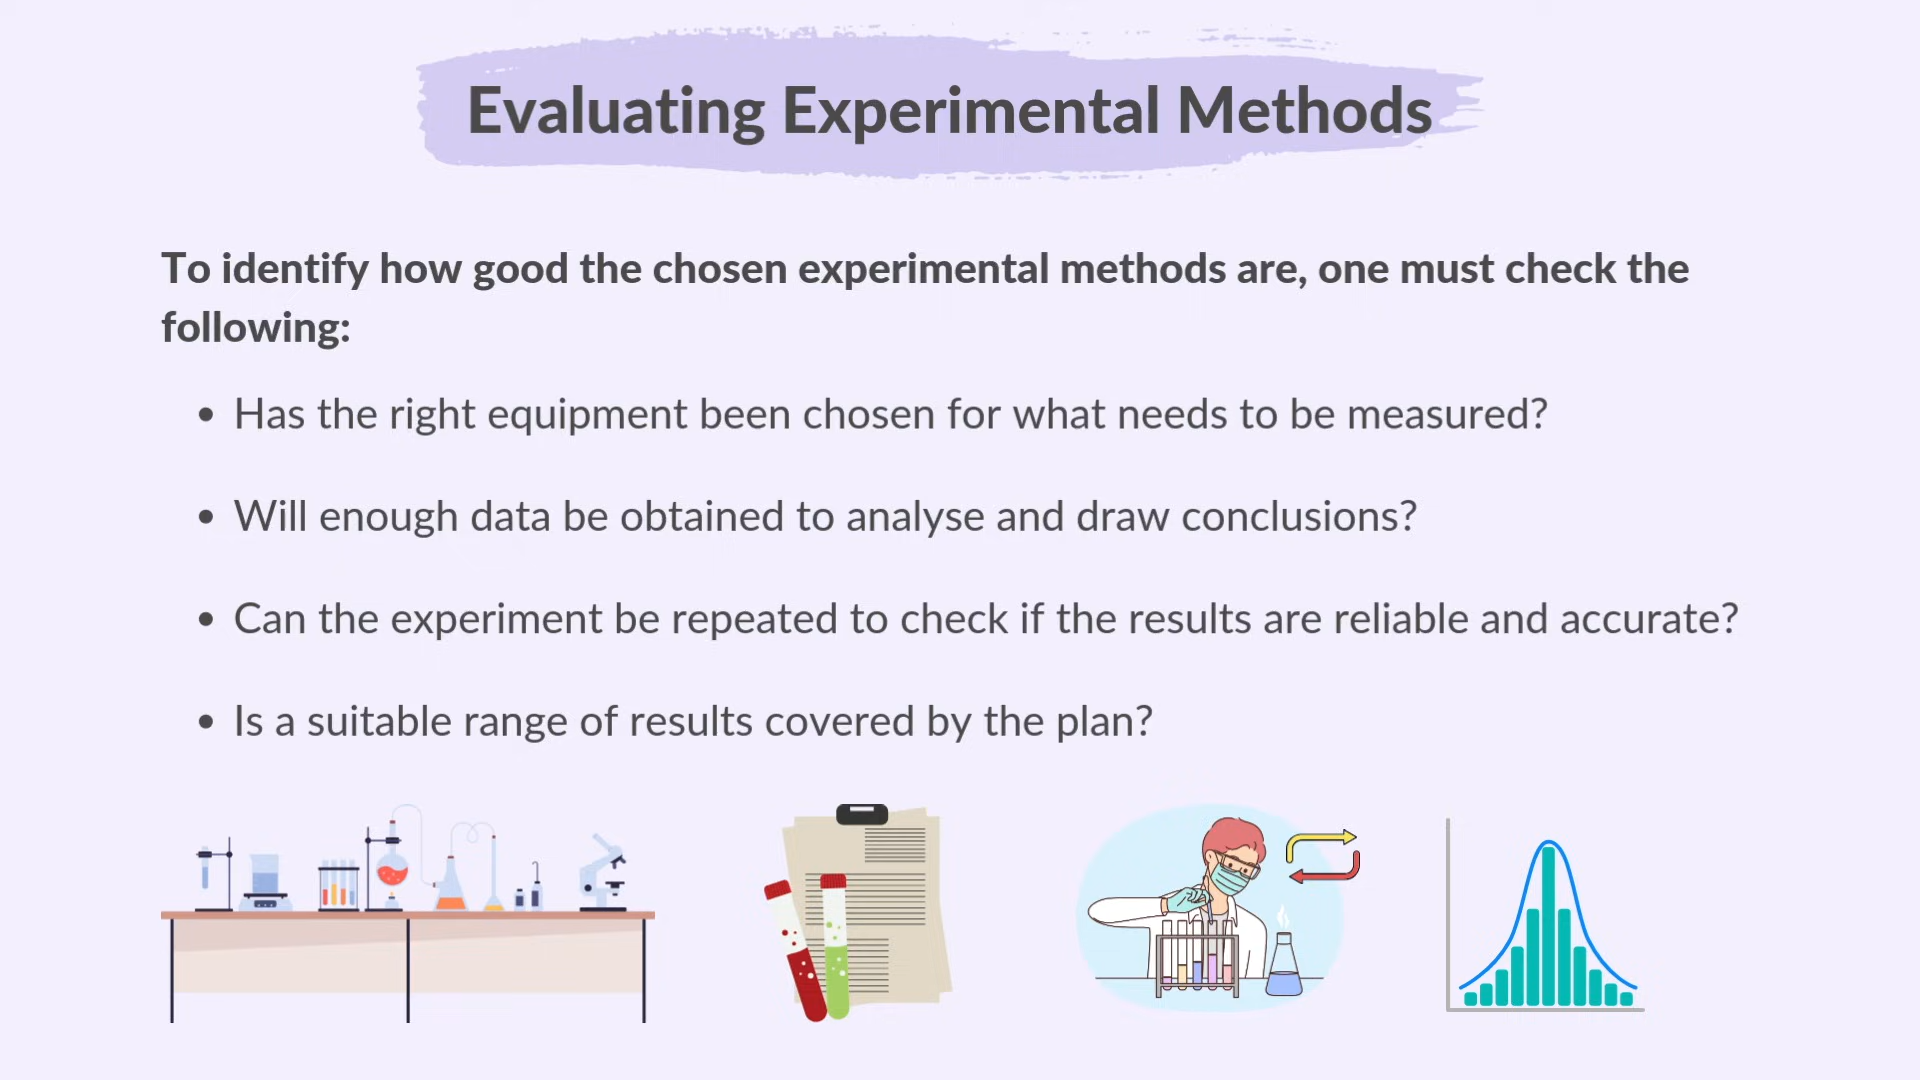 Evaluating Experimental Methods
To identify how good the chosen experimental methods are, one must check the
following:
• Has the right equipment been chosen for what needs to be measured?
• Will enough data be obtained to analyse and draw conclusions?
• Can the experiment be repeated to check if the results are reliable and accurate?
• Is a suitable range of results covered by the plan?